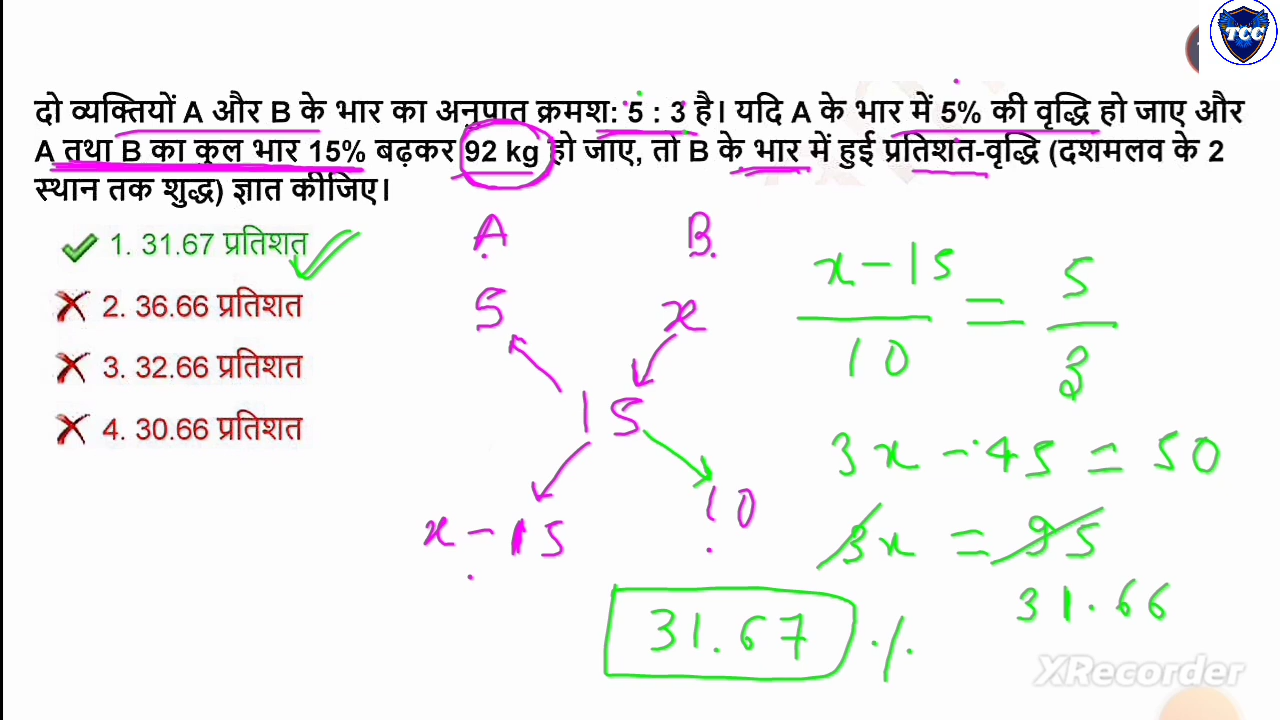 TCC
दो व्यक्तियों A और B के भार का अनुपात क्रमश: 5 : 3 है। यदि A के भार में 5% की वृद्धि हो जाए और
A तथा B का कुल भार 15% बढ़कर 92 kg हो जाए, तो B के भार में हुई प्रतिशत-वृद्धि (दशमलव के 2
स्थान तक शुद्ध) ज्ञात कीजिए।
1. 31.67 प्रतिशत
2. 36.66 प्रतिशत
3. 32.66 प्रतिशत
4. 30.66 प्रतिशत
A B
5 x
15
x - 15 10
x - 15 / 10 = 5 / 3
3x - 45 = 50
3x = 95
31.66
31.67 %
XRecorder